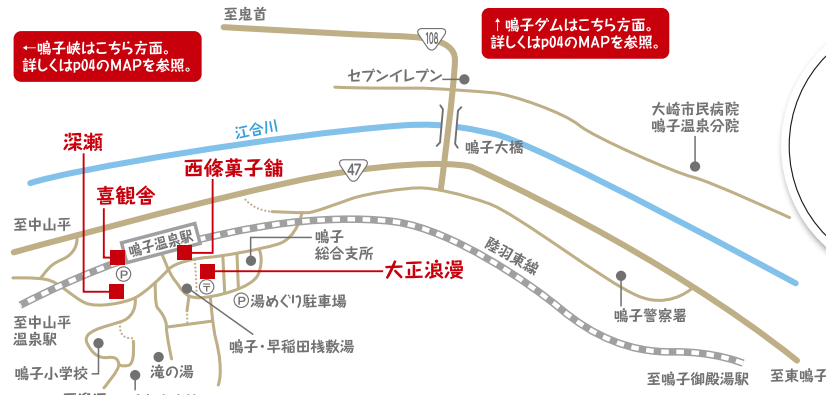 至鬼首
←鳴子峡はこちら方面。
詳しくはp04のMAPを参照。
108
↑鳴子ダムはこちら方面。
詳しくはp04のMAPを参照。
セブンイレブン
大崎市民病院
鳴子温泉分院
江合川
鳴子大橋
深瀬
西條菓子舗
47
喜観舎
至中山平
鳴子温泉駅
鳴子
総合支所
陸羽東線
P
大正浪漫
〒
P湯めぐり駐車場
至中山平
温泉駅
鳴子警察署
鳴子・早稲田桟敷湯
鳴子小学校
滝の湯
至鳴子御殿湯駅
至東鳴子